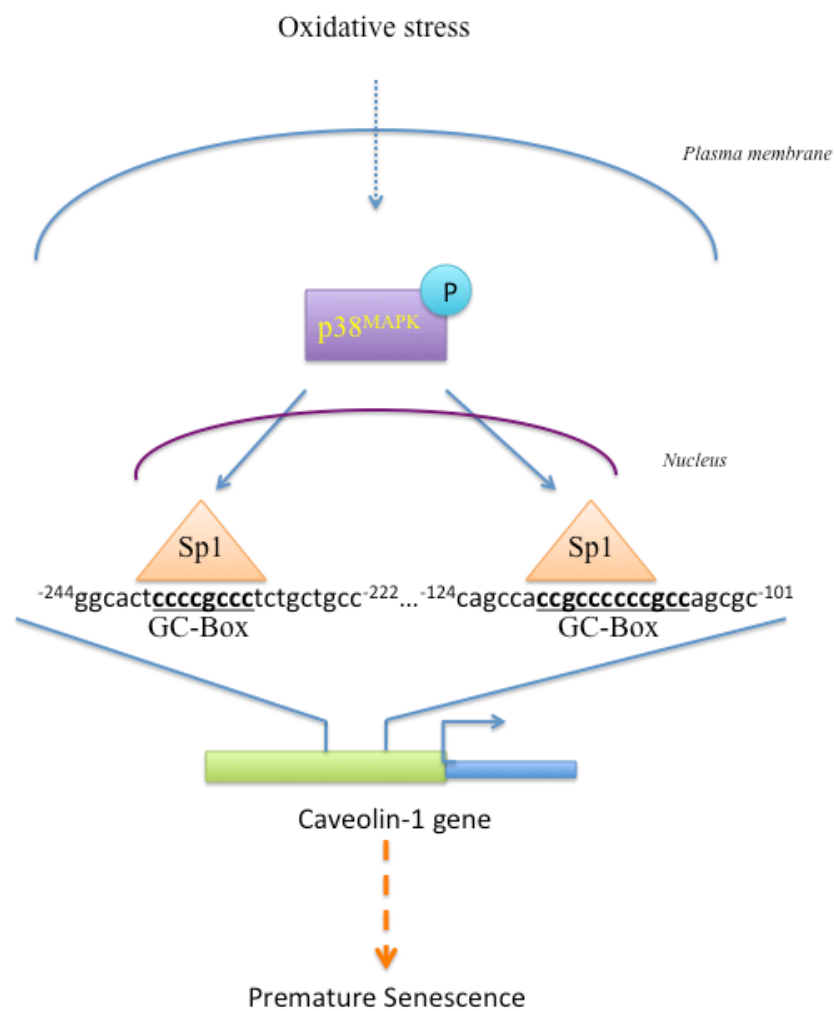 Oxidative stress
Plasma membrane
P
p38MAPK
Nucleus
Sp1 Sp1
-244ggcactccccgccctctgctgcc-222...-124cagccaccgccccccgccagcgc-101
GC-Box GC-Box
Caveolin-1 gene
Premature Senescence